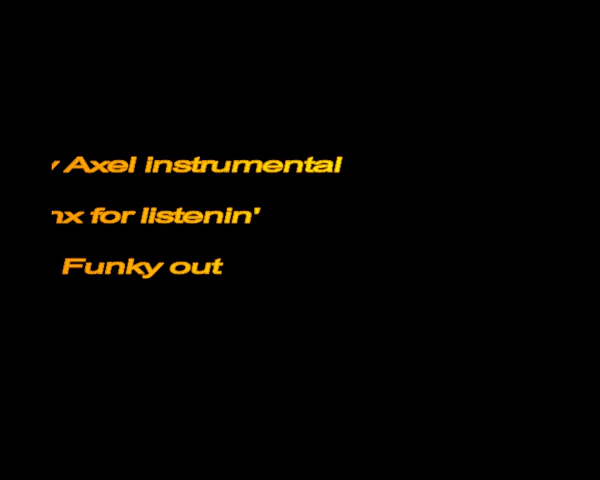 Axel instrumental
for listenin'
Funky out